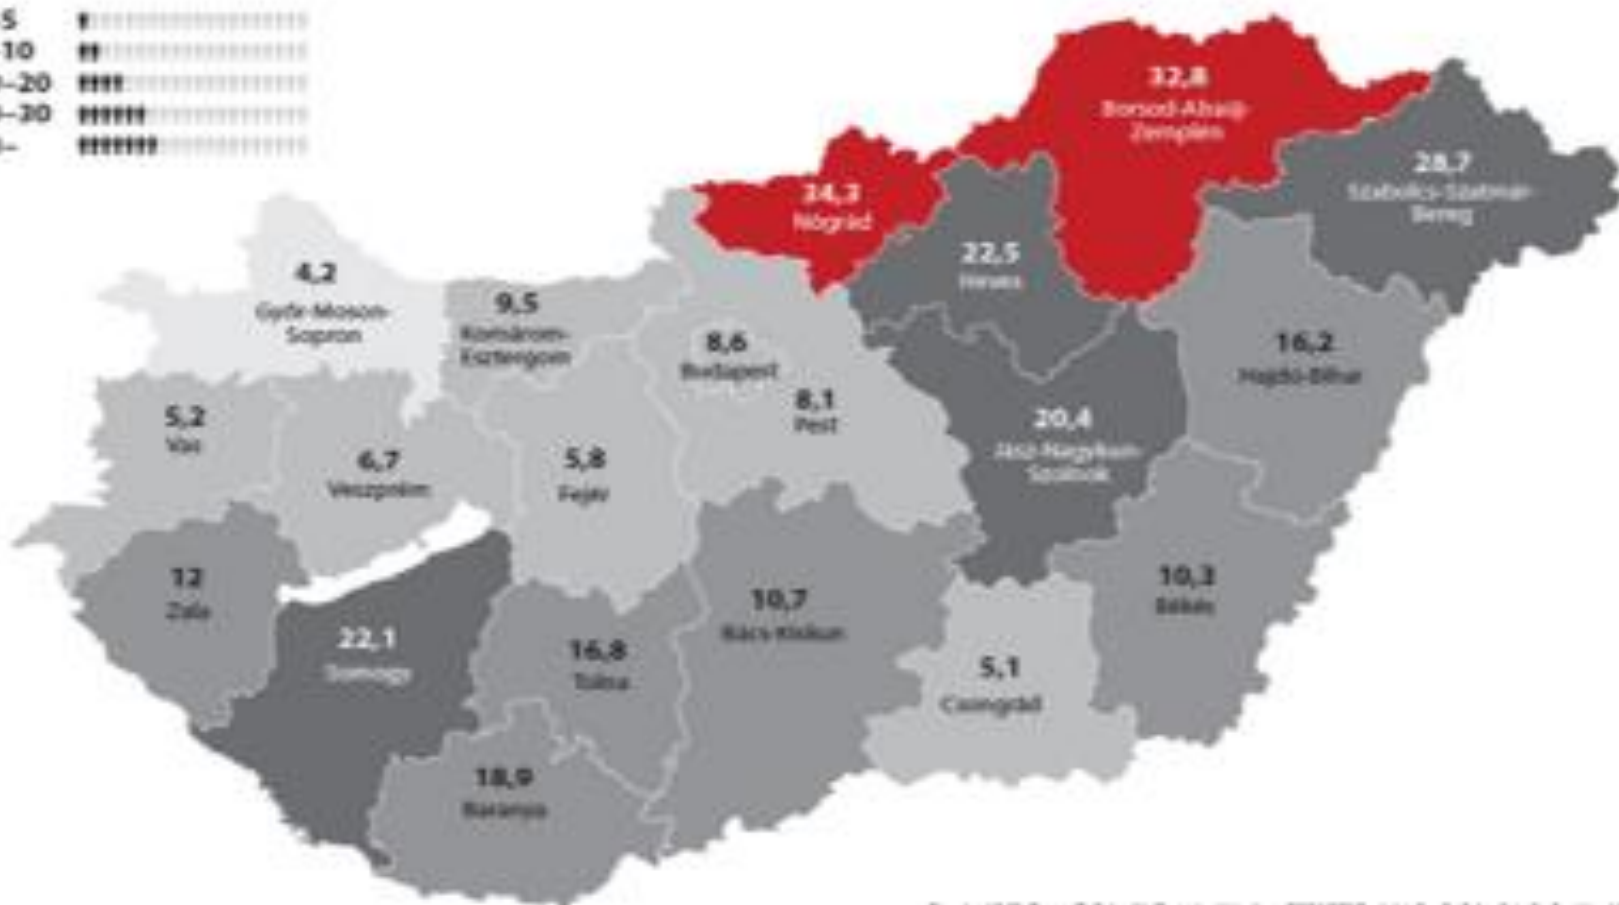 5
10
–20
–30
–
32,8
Borsod-Abaúj-
Zemplén
28,7
Szabolcs-Szatmár-
Bereg
34,3
Nógrád
22,5
Heves
4,2
Győr-Moson-
Sopron
9,5
Komárom-
Esztergom
8,6
Budapest
8,1
Pest
16,2
Hajdú-Bihar
5,2
Vas
6,7
Veszprém
5,8
Fejér
20,4
Jász-Nagykun-
Szolnok
12
Zala
22,1
Somogy
16,8
Tolna
10,7
Bács-Kiskun
10,3
Békés
5,1
Csongrád
18,9
Baranya